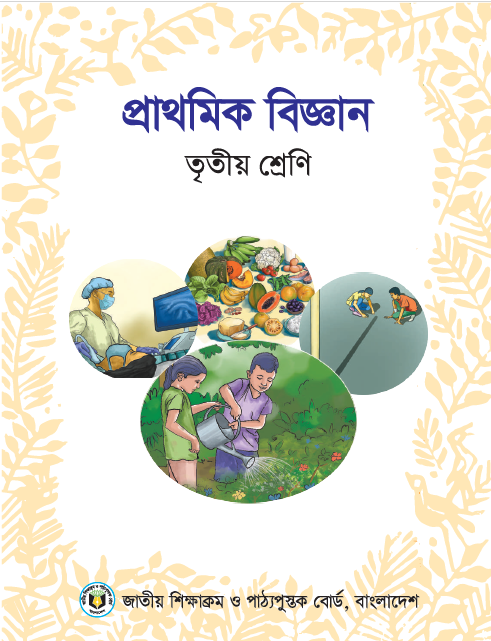 প্রাথমিক বিজ্ঞান
তৃতীয় শ্রেণি
জাতীয় শিক্ষাক্রম ও পাঠ্যপুস্তক বোর্ড, বাংলাদেশ